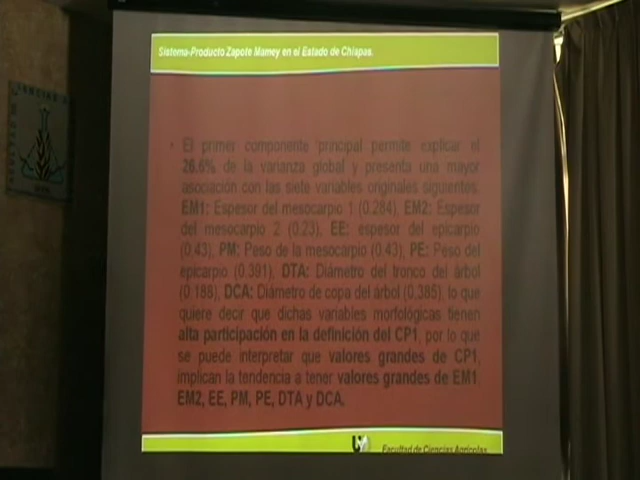 Sistema-Producto Zapote Mamey en el Estado de Chiapas.
• El primer componente principal permite explicar el
26.6% de la varianza global y presenta una mayor
asociación con las siete variables originales siguientes,
EM1: Espesor del mesocarpio 1 (0.284), EM2: Espesor
del mesocarpio 2 (0.23), EE: espesor del epicarpio
(0.43), PM: Peso de la mesocarpio (0.43), PE: Peso del
epicarpio (0.391), DTA: Diámetro del tronco del árbol
(0.186), DCA: Diámetro de copa del árbol (0.385), lo que
quiere decir que dichas variables morfológicas tienen
alta participación en la definición del CP1, por lo que
se puede interpretar que valores grandes de CP1,
implican la tendencia a tener valores grandes de EM1,
EM2, EE, PM, PE, DTA y DCA.
Facultad de Ciencias Agrícolas